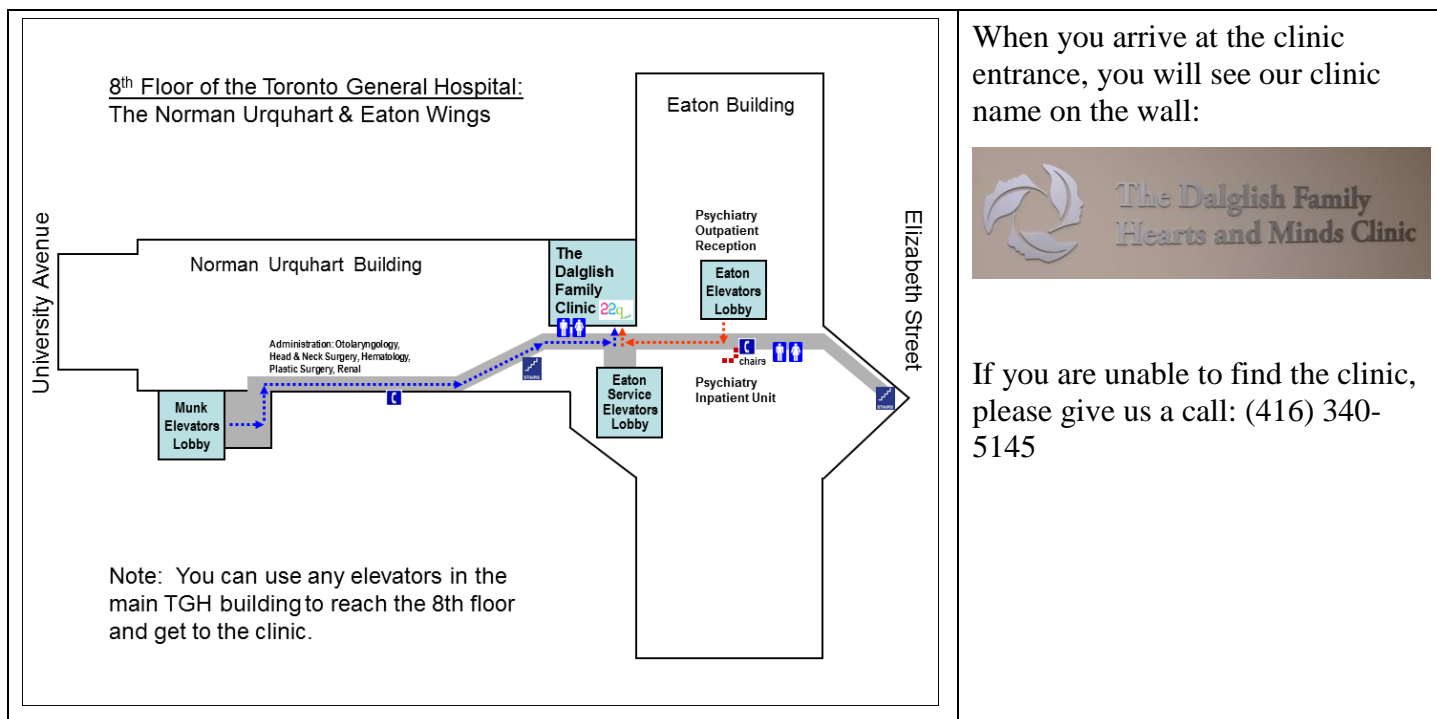 8th Floor of the Toronto General Hospital:
The Norman Urquhart & Eaton Wings
Eaton Building
University Avenue
Norman Urquhart Building
The
Dalglish
Family
Clinic 22q
Psychiatry
Outpatient
Reception
Eaton
Elevators
Lobby
Elizabeth Street
Administration: Otolaryngology,
Head & Neck Surgery, Hematology,
Plastic Surgery, Renal
STAIRS
chairs
Munk
Elevators
Lobby
Eaton
Service
Elevators
Lobby
Psychiatry
Inpatient Unit
STAIRS
Note: You can use any elevators in the
main TGH building to reach the 8th floor
and get to the clinic.
When you arrive at the clinic
entrance, you will see our clinic
name on the wall:
The Dalglish Family
Hearts and Minds Clinic
If you are unable to find the clinic,
please give us a call: (416) 340-
5145